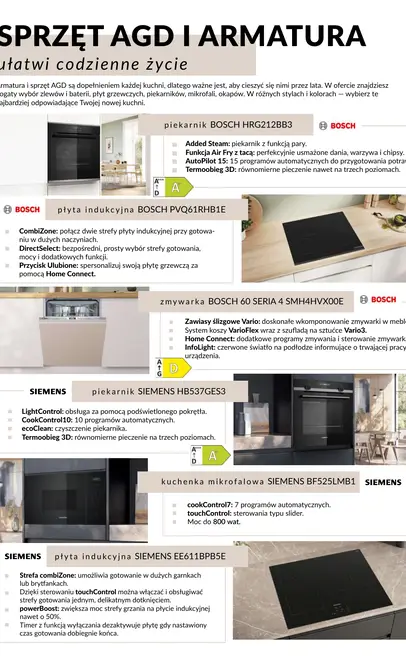 SPRZĘT AGD I ARMATURA
ułatwi codzienne życie
Armatura i sprzęt AGD są dopełnieniem każdej kuchni, dlatego ważne jest, aby cieszyć się nimi przez lata. W ofercie znajdziesz
bogaty wybór zlewów i baterii, płyt grzewczych, piekarników, mikrofali, okapów. W różnych stylach i kolorach — wybierz te
najbardziej odpowiadające Twojej nowej kuchni.
piekarnik BOSCH HRG212BB3
BOSCH
Added Steam: piekarnik z funkcją pary.
Funkcja Air Fry z tacą: perfekcyjnie usmażone dania, warzywa i chipsy.
AutoPilot 15: 15 programów automatycznych do przygotowania potraw
Termoobieg 3D: równomierne pieczenie nawet na trzech poziomach.
A
D
A
BOSCH
płyta indukcyjna BOSCH PVQ61RHB1E
CombiZone: połącz dwie strefy płyty indukcyjnej przy gotowa-
niu w dużych naczyniach.
DirectSelect: bezpośredni, prosty wybór strefy gotowania,
mocy i dodatkowych funkcji.
Przycisk Ulubione: spersonalizuj swoją płytę grzewczą za
pomocą Home Connect.
zmywarka BOSCH 60 SERIA 4 SMH4HVX00E
BOSCH
Zawiasy ślizgowe Vario: doskonałe wkomponowanie zmywarki w mebl
System koszy VarioFlex wraz z szufladą na sztućce Vario3.
Home Connect: dodatkowe programy zmywania i sterowanie zmywark
InfoLight: czerwone światło na podłodze informujące o trwającej pracy
urządzenia.
A
G
D
SIEMENS
piekarnik SIEMENS HB537GES3
LightControl: obsługa za pomocą podświetlonego pokrętła.
CookControl10: 10 programów automatycznych.
ecoClean: czyszczenie piekarnika.
Termoobieg 3D: równomierne pieczenie na trzech poziomach.
A
D
A
kuchenka mikrofalowa SIEMENS BF525LMB1
SIEMENS
cookControl7: 7 programów automatycznych.
touchControl: sterowania typu slider.
Moc do 800 wat.
SIEMENS
płyta indukcyjna SIEMENS EE611BPB5E
Strefa combiZone: umożliwia gotowanie w dużych garnkach
lub brytfankach.
Dzięki sterowaniu touchControl można włączać i obsługiwać
strefy gotowania jednym, delikatnym dotknięciem.
powerBoost: zwiększa moc strefy grzania na płycie indukcyjnej
nawet o 50%.
Timer z funkcją wyłączania dezaktywuje płytę gdy nastawiony
czas gotowania dobiegnie końca.